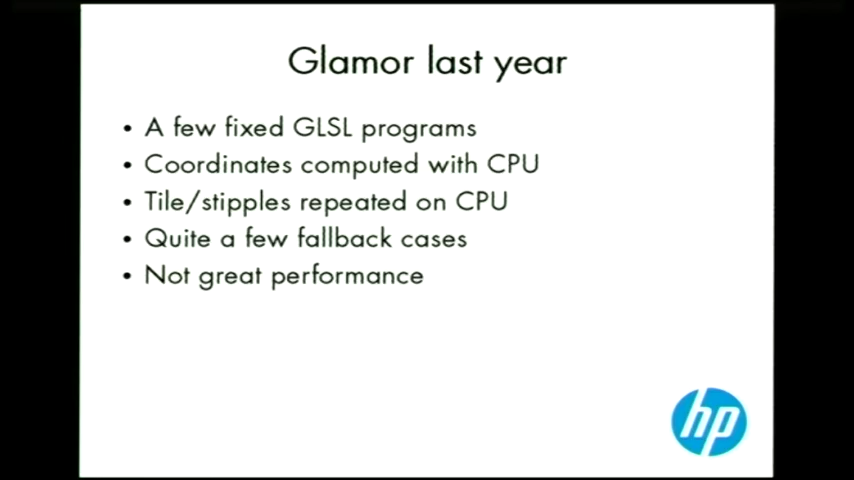 Glamor last year
• A few fixed GLSL programs
• Coordinates computed with CPU
• Tile/stipples repeated on CPU
• Quite a few fallback cases
• Not great performance
hp